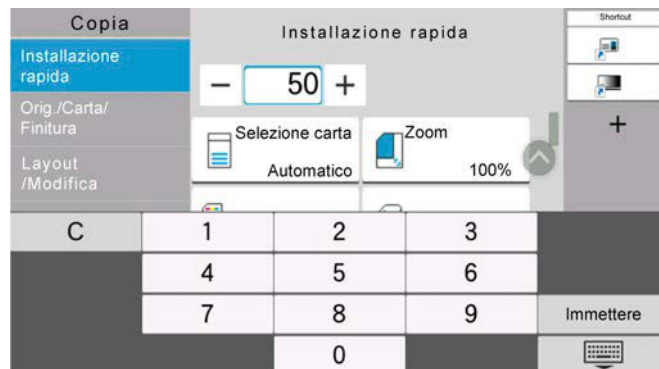 Copia
Installazione rapida
Shortcut
Installazione
rapida
− 50 +
Orig./Carta/
Finitura
Selezione carta
Automatico
Zoom
100%
+
Layout
/Modifica
C
1
2
3
4
5
6
7
8
9
Immettere
0